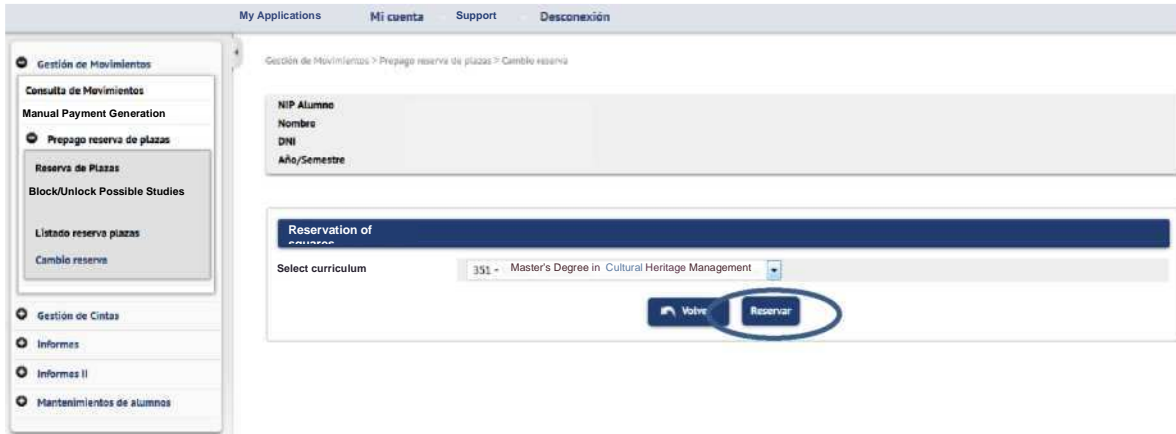 My Applications Mi cuenta Support Desconexión
Gestión de Movimientos
Consulta de Movimientos
Manual Payment Generation
Prepago reserva de plazas
Reserva de Plazas
Block/Unlock Possible Studies
Listado reserva plazas
Cambio reserva
Gestión de Cintas
Informes
Informes II
Mantenimientos de alumnos
Gestión de Movimientos > Prepago reserva de plazas > Cambio reserva
NIP Alumno
Nombre
DNI
Año/Semestre
Reservation of
squares
Select curriculum 351 - Master's Degree in Cultural Heritage Management
Volve Reservar